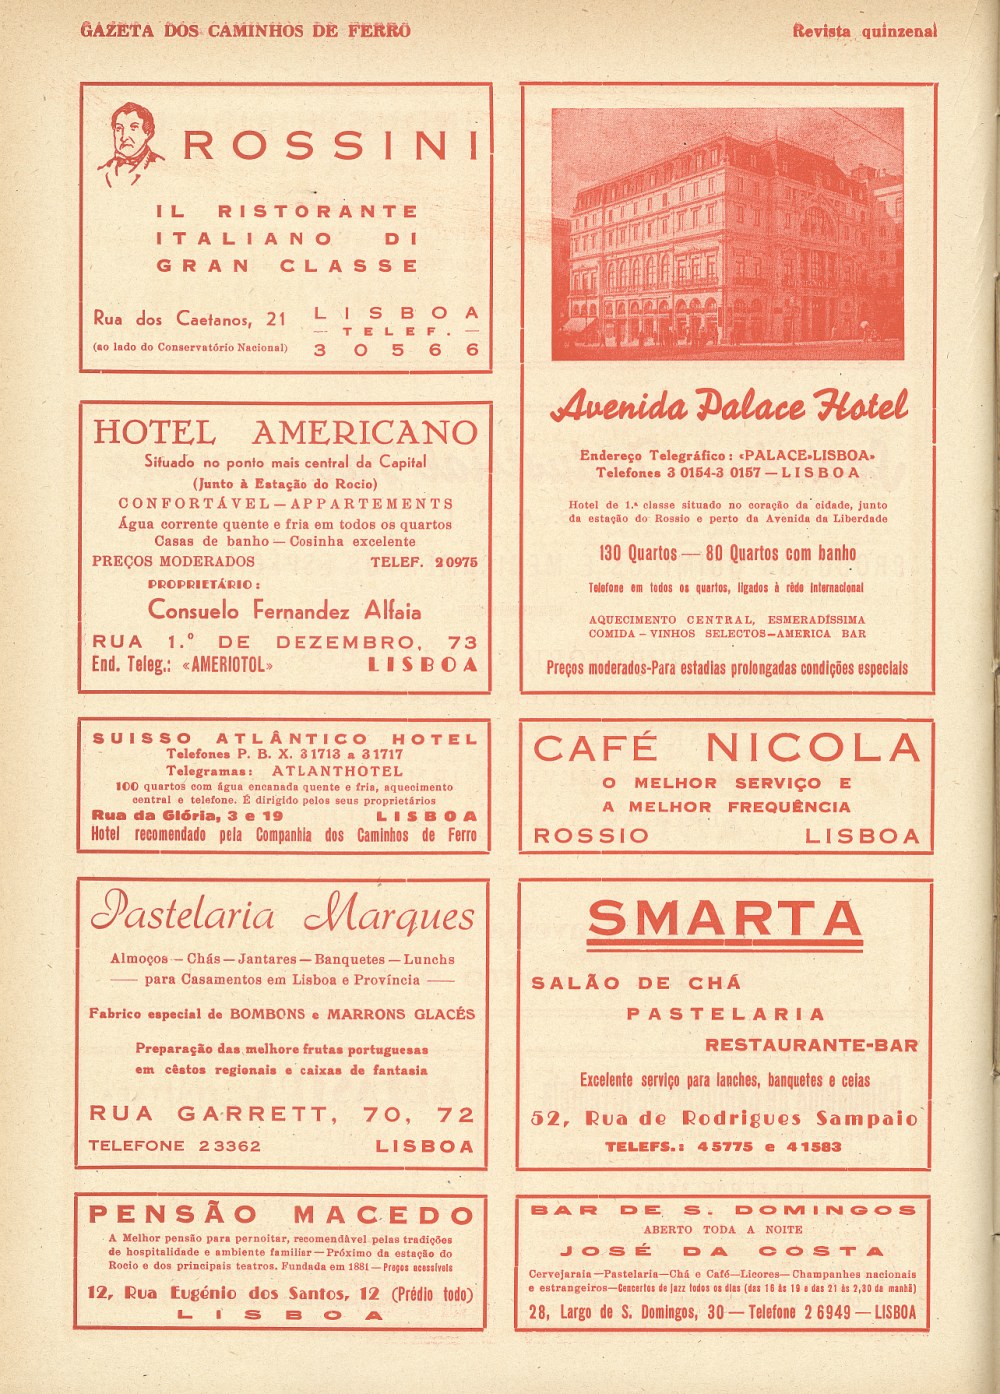 GAZETA DOS CAMINHOS DE FERRO
Revista quinzenal
ROSSINI
IL RISTORANTE
ITALIANO DI
GRAN CLASSE
Rua dos Caetanos, 21
(ao lado do Conservatório Nacional)
LISBOA
— TELEF. —
30566
HOTEL AMERICANO
Situado no ponto mais central da Capital
(Junto à Estação do Rocio)
CONFORTÁVEL — APPARTEMENTS
Água corrente quente e fria em todos os quartos
Casas de banho — Cosinha excelente
PREÇOS MODERADOS TELEF. 20975
PROPRIETÁRIO:
Consuelo Fernandez Alfaia
RUA 1.º DE DEZEMBRO, 73
End. Teleg.: «AMERIOTOL» LISBOA
SUISSO ATLÂNTICO HOTEL
Telefones P. B. X. 31713 a 31717
Telegramas: ATLANTHOTEL
100 quartos com água encanada quente e fria, aquecimento
central e telefone. É dirigido pelos seus proprietários
Rua da Glória, 3 e 19 LISBOA
Hotel recomendado pela Companhia dos Caminhos de Ferro
Pastelaria Marques
Almoços — Chás — Jantares — Banquetes — Lunchs
— para Casamentos em Lisboa e Província —
Fabrico especial de BOMBONS e MARRONS GLACÉS
Preparação das melhore frutas portuguesas
em cêstos regionais e caixas de fantasia
RUA GARRETT, 70, 72
TELEFONE 23362 LISBOA
PENSÃO MACEDO
A Melhor pensão para pernoitar, recomendável pelas tradições
de hospitalidade e ambiente familiar — Próximo da estação do
Rocio e dos principais teatros. Fundada em 1881 — Preços acessíveis
12, Rua Eugénio dos Santos, 12 (Prédio todo)
LISBOA
Avenida Palace Hotel
Endereço Telegráfico: «PALACE»LISBOA»
Telefones 3 0154-3 0157 — LISBOA
Hotel de 1.ª classe situado no coração da cidade, junto
da estação do Rossio e perto da Avenida da Liberdade
130 Quartos — 80 Quartos com banho
Telefone em todos os quartos, ligados à rêde internacional
AQUECIMENTO CENTRAL, ESMERADÍSSIMA
COMIDA — VINHOS SELECTOS — AMERICA BAR
Preços moderados-Para estadias prolongadas condições especiais
CAFÉ NICOLA
O MELHOR SERVIÇO E
A MELHOR FREQUÊNCIA
ROSSIO LISBOA
SMARTA
SALÃO DE CHÁ
PASTELARIA
RESTAURANTE-BAR
Excelente serviço para lanches, banquetes e ceias
52, Rua de Rodrigues Sampaio
TELEFS.: 45775 e 41583
BAR DE S. DOMINGOS
ABERTO TODA A NOITE
JOSÉ DA COSTA
Cervejaraia — Pastelaria — Chá e Café — Licores — Champanhes nacionais
e estrangeiros — Concertos de jazz todos os dias (das 16 às 19 e das 21 às 2,30 da manhã)
28, Largo de S. Domingos, 30 — Telefone 2 6949 — LISBOA